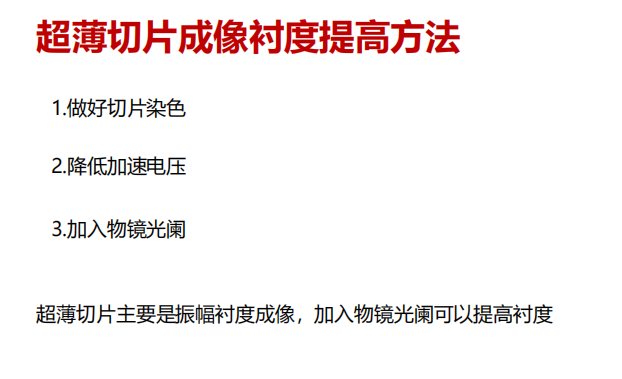 超薄切片成像衬度提高方法
1.做好切片染色
2.降低加速电压
3.加入物镜光阑
超薄切片主要是振幅衬度成像，加入物镜光阑可以提高衬度